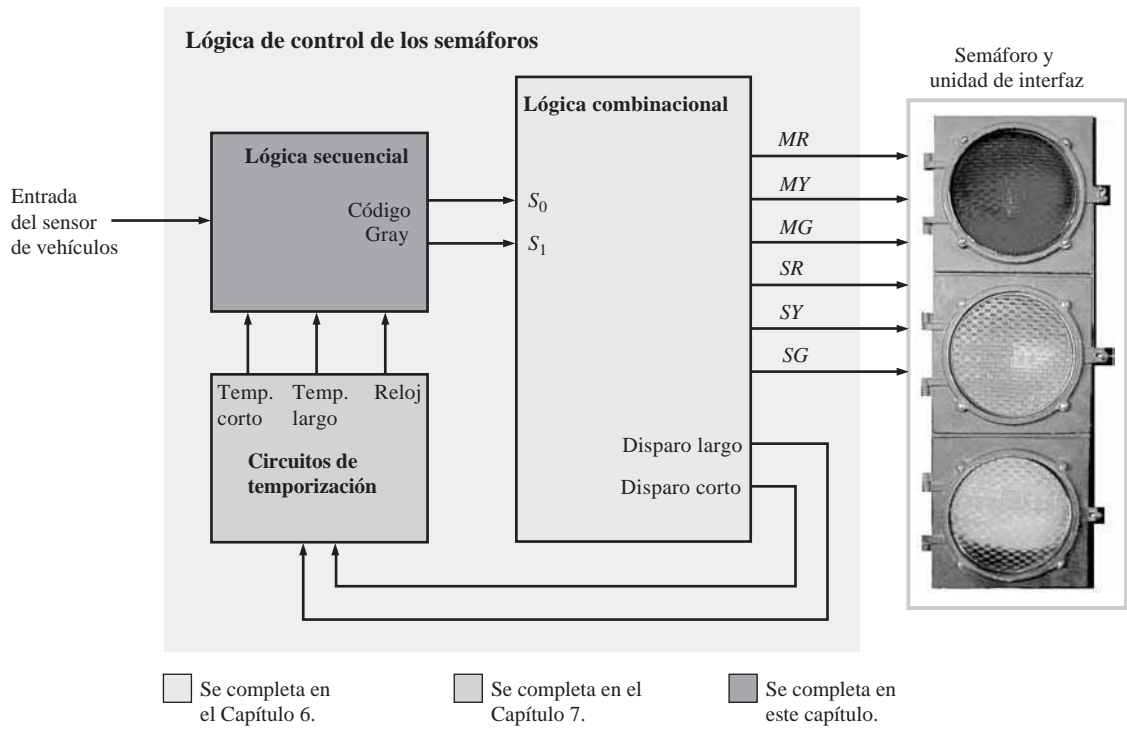 Lógica de control de los semáforos
Semáforo y
unidad de interfaz
Lógica combinacional
Lógica secuencial
Código
Gray
Entrada
del sensor
de vehículos
S0
S1
MR
MY
MG
SR
SY
SG
Temp.
corto
Temp.
largo
Reloj
Circuitos de
temporización
Disparo largo
Disparo corto
Se completa en
el Capítulo 6.
Se completa en el
Capítulo 7.
Se completa en
este capítulo.